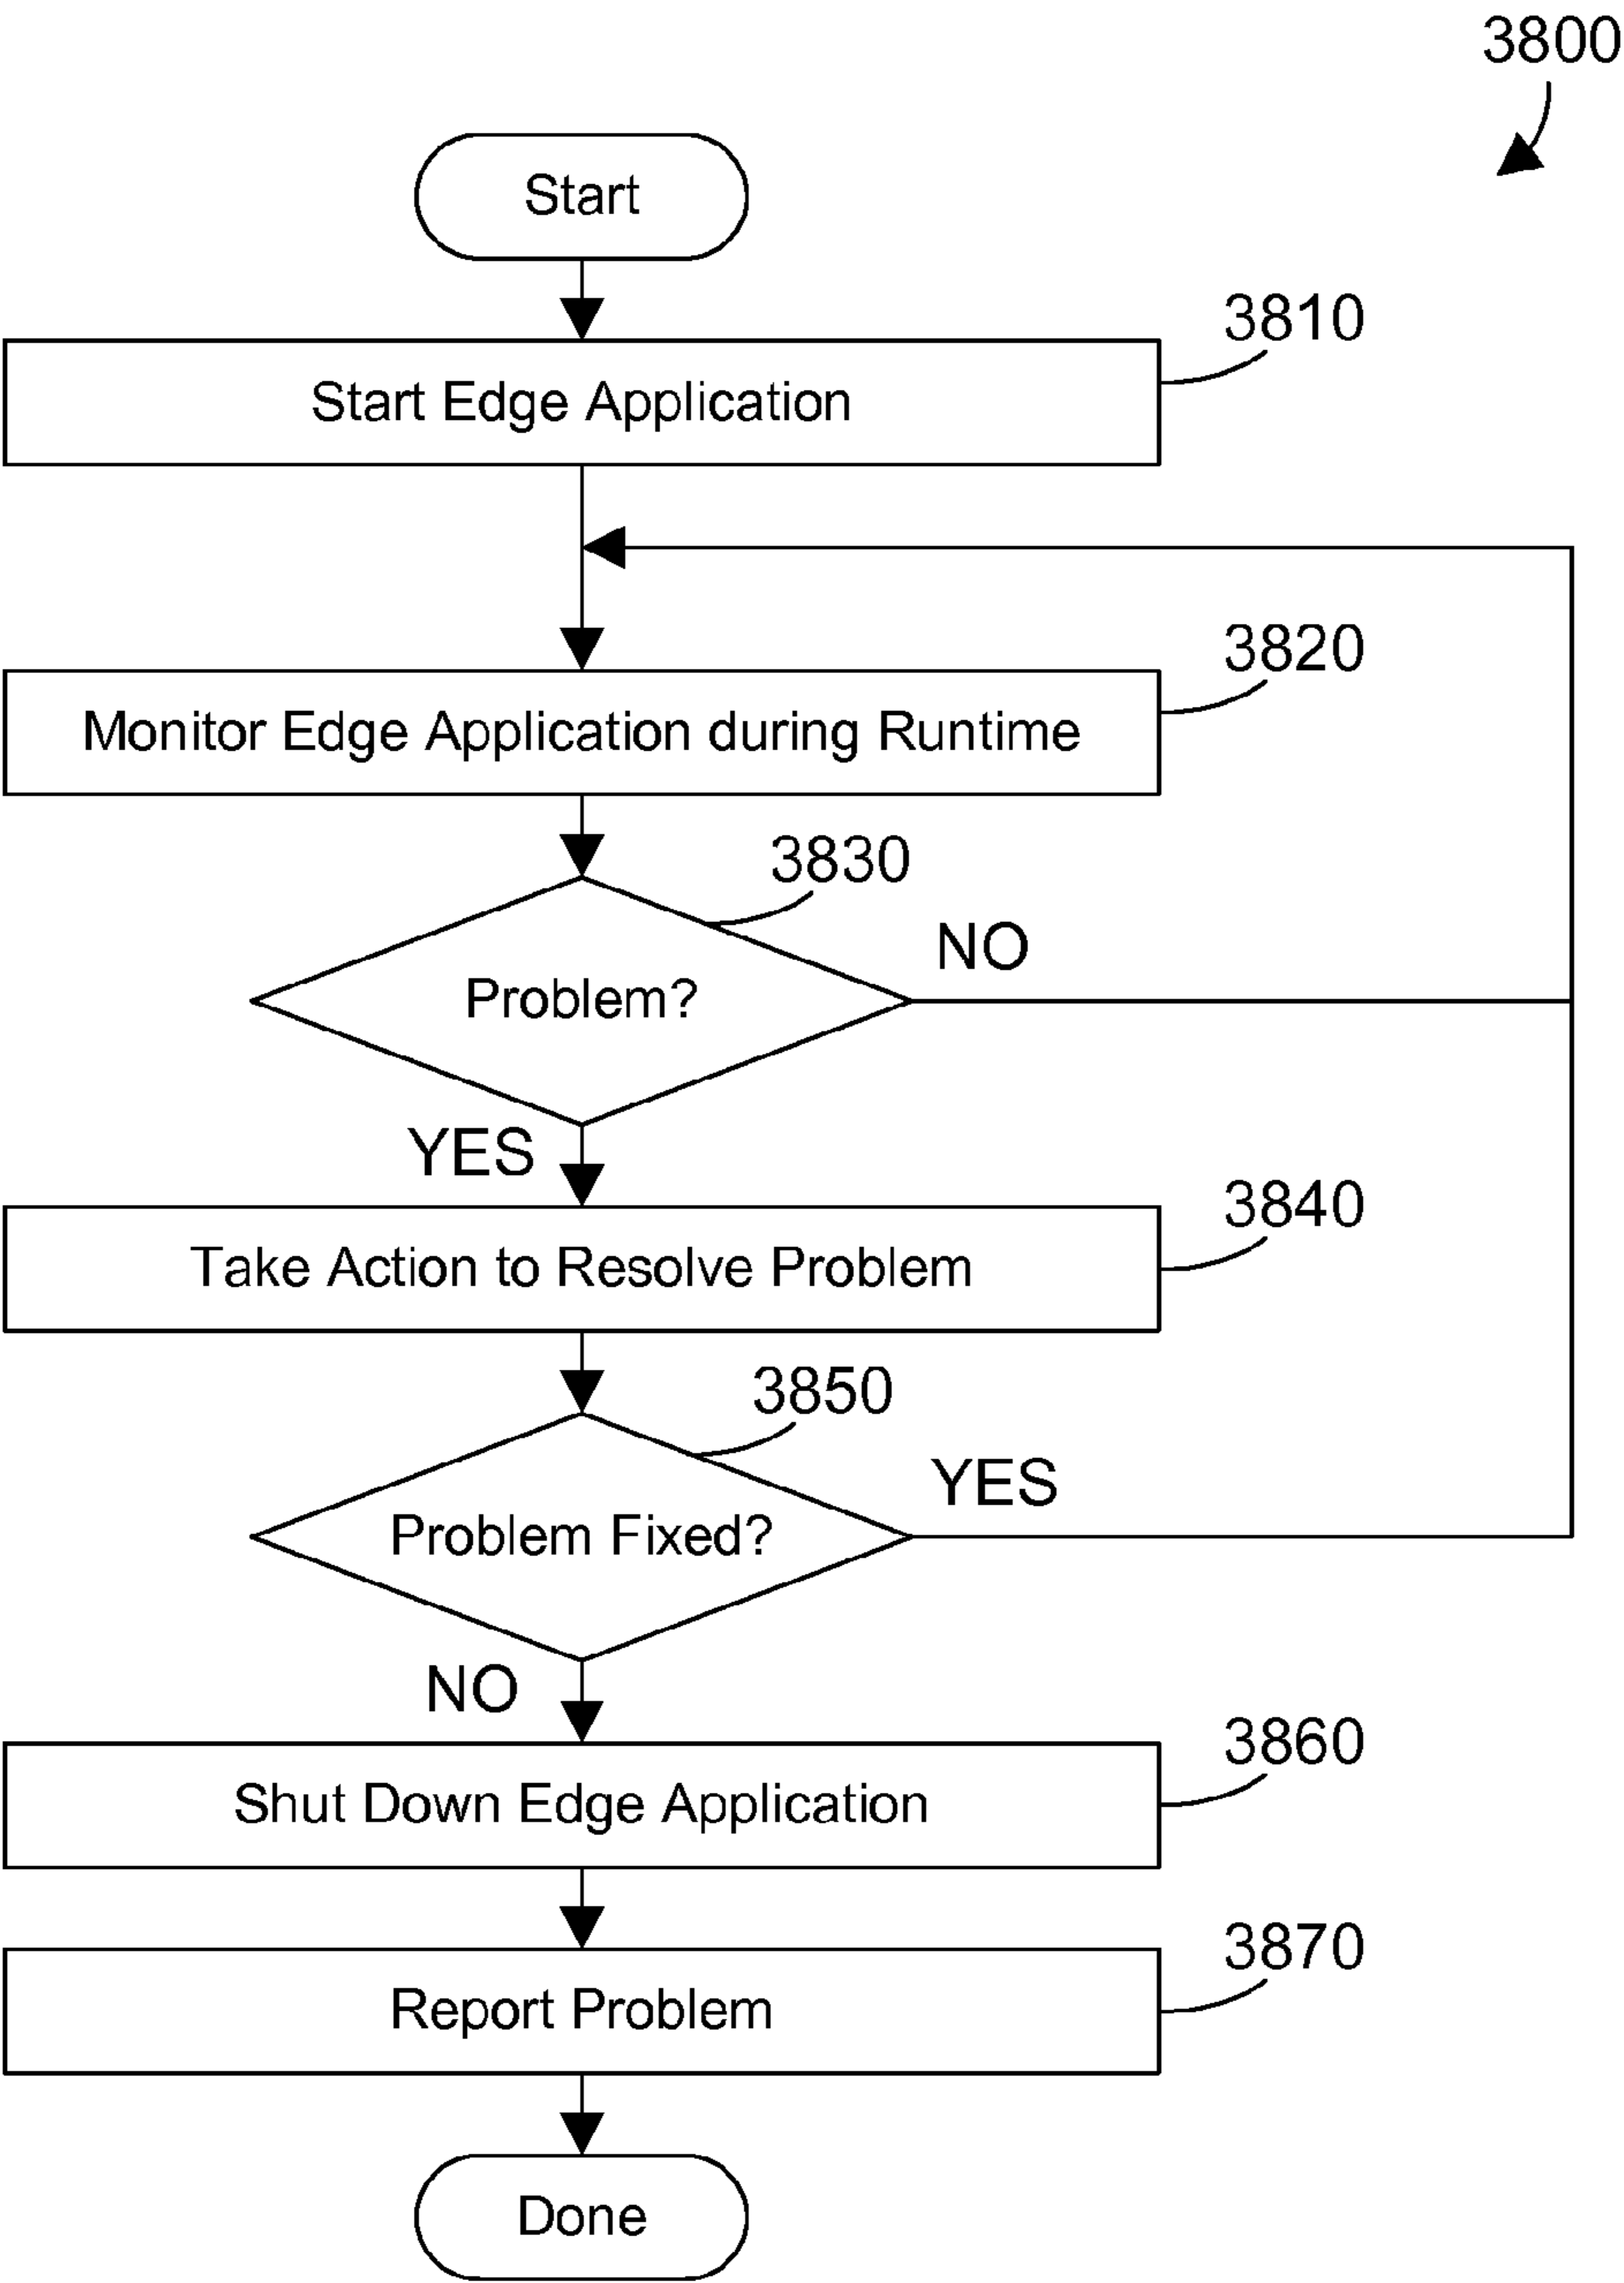 3800
Start
3810
Start Edge Application
3820
Monitor Edge Application during Runtime
3830
NO
Problem?
YES
3840
Take Action to Resolve Problem
3850
YES
Problem Fixed?
NO
3860
Shut Down Edge Application
3870
Report Problem
Done